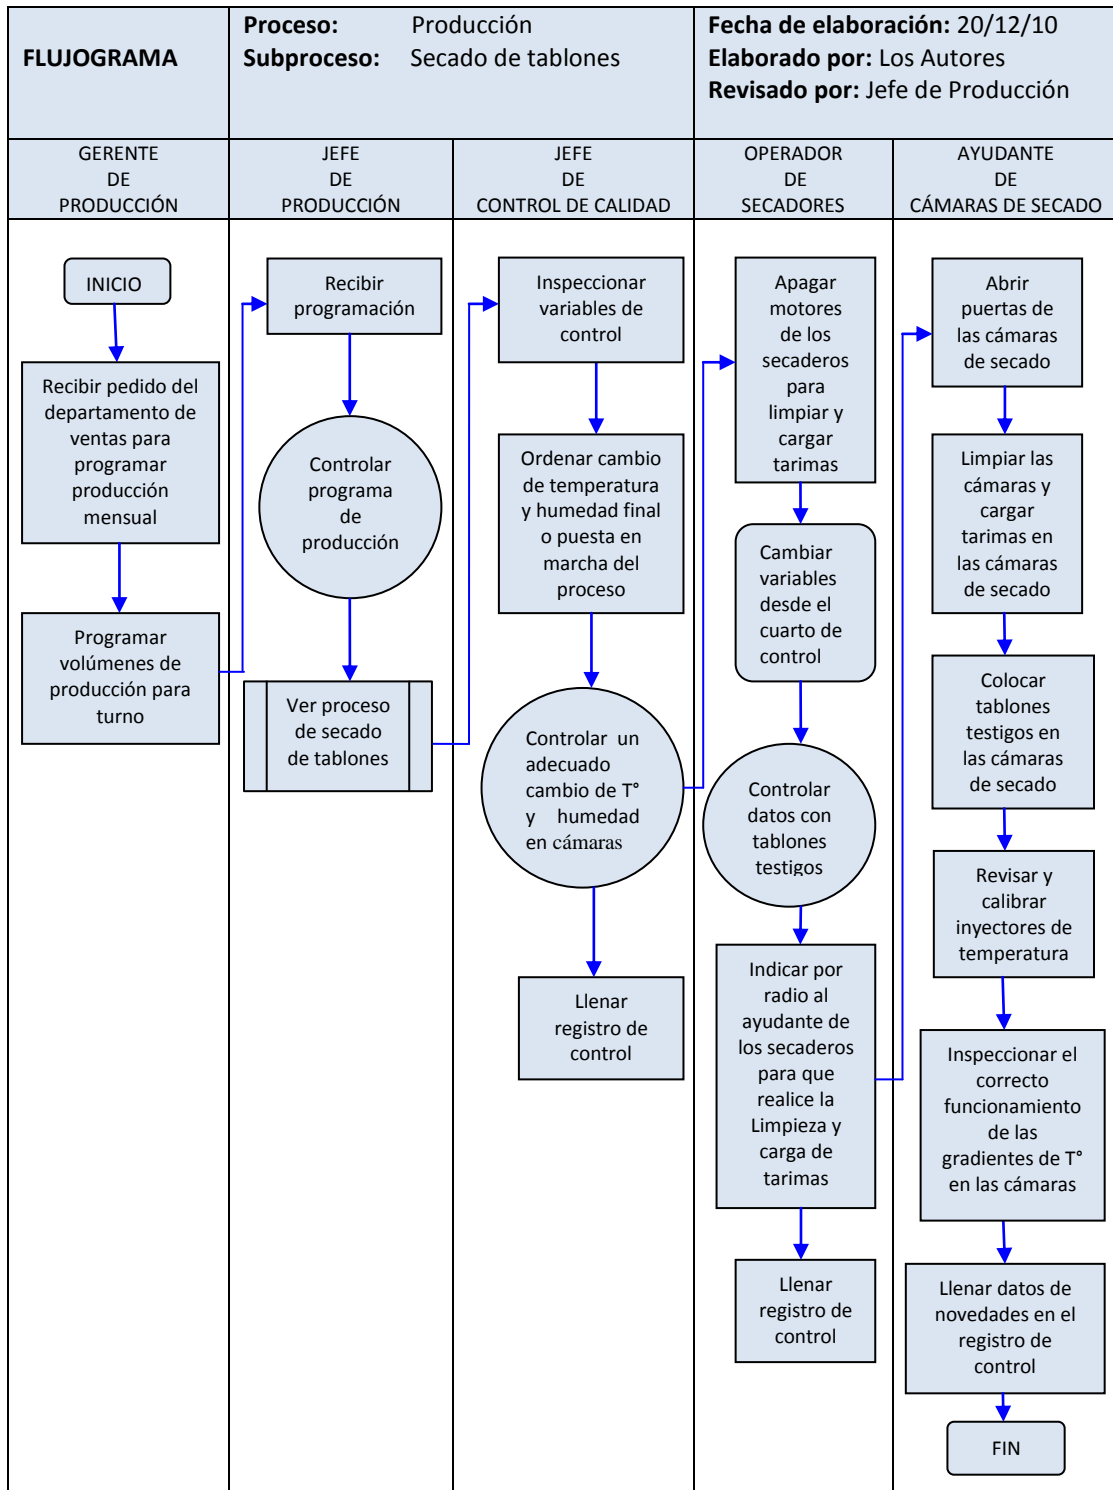 FLUJOGRAMA
Proceso: Producción
Subproceso: Secado de tablones
Fecha de elaboración: 20/12/10
Elaborado por: Los Autores
Revisado por: Jefe de Producción
GERENTE
DE
PRODUCCIÓN
JEFE
DE
PRODUCCIÓN
JEFE
DE
CONTROL DE CALIDAD
OPERADOR
DE
SECADORES
AYUDANTE
DE
CÁMARAS DE SECADO
INICIO
Recibir pedido del
departamento de
ventas para
programar
producción
mensual
Programar
volúmenes de
producción para
turno
Recibir
programación
Controlar
programa
de
producción
Ver proceso
de secado
de tablones
Inspeccionar
variables de
control
Ordenar cambio
de temperatura
y humedad final
o puesta en
marcha del
proceso
Controlar un
adecuado
cambio de T°
y humedad
en cámaras
Llenar
registro de
control
Apagar
motores
de los
secaderos
para
limpiar y
cargar
tarimas
Cambiar
variables
desde el
cuarto de
control
Controlar
datos con
tablones
testigos
Indicar por
radio al
ayudante de
los secaderos
para que
realice la
Limpieza y
carga de
tarimas
Llenar
registro de
control
Abrir
puertas de
las cámaras
de secado
Limpiar las
cámaras y
cargar
tarimas en
las cámaras
de secado
Colocar
tablones
testigos en
las cámaras
de secado
Revisar y
calibrar
inyectores de
temperatura
Inspeccionar el
correcto
funcionamiento
de las
gradientes de T°
en las cámaras
Llenar datos de
novedades en el
registro de
control
FIN